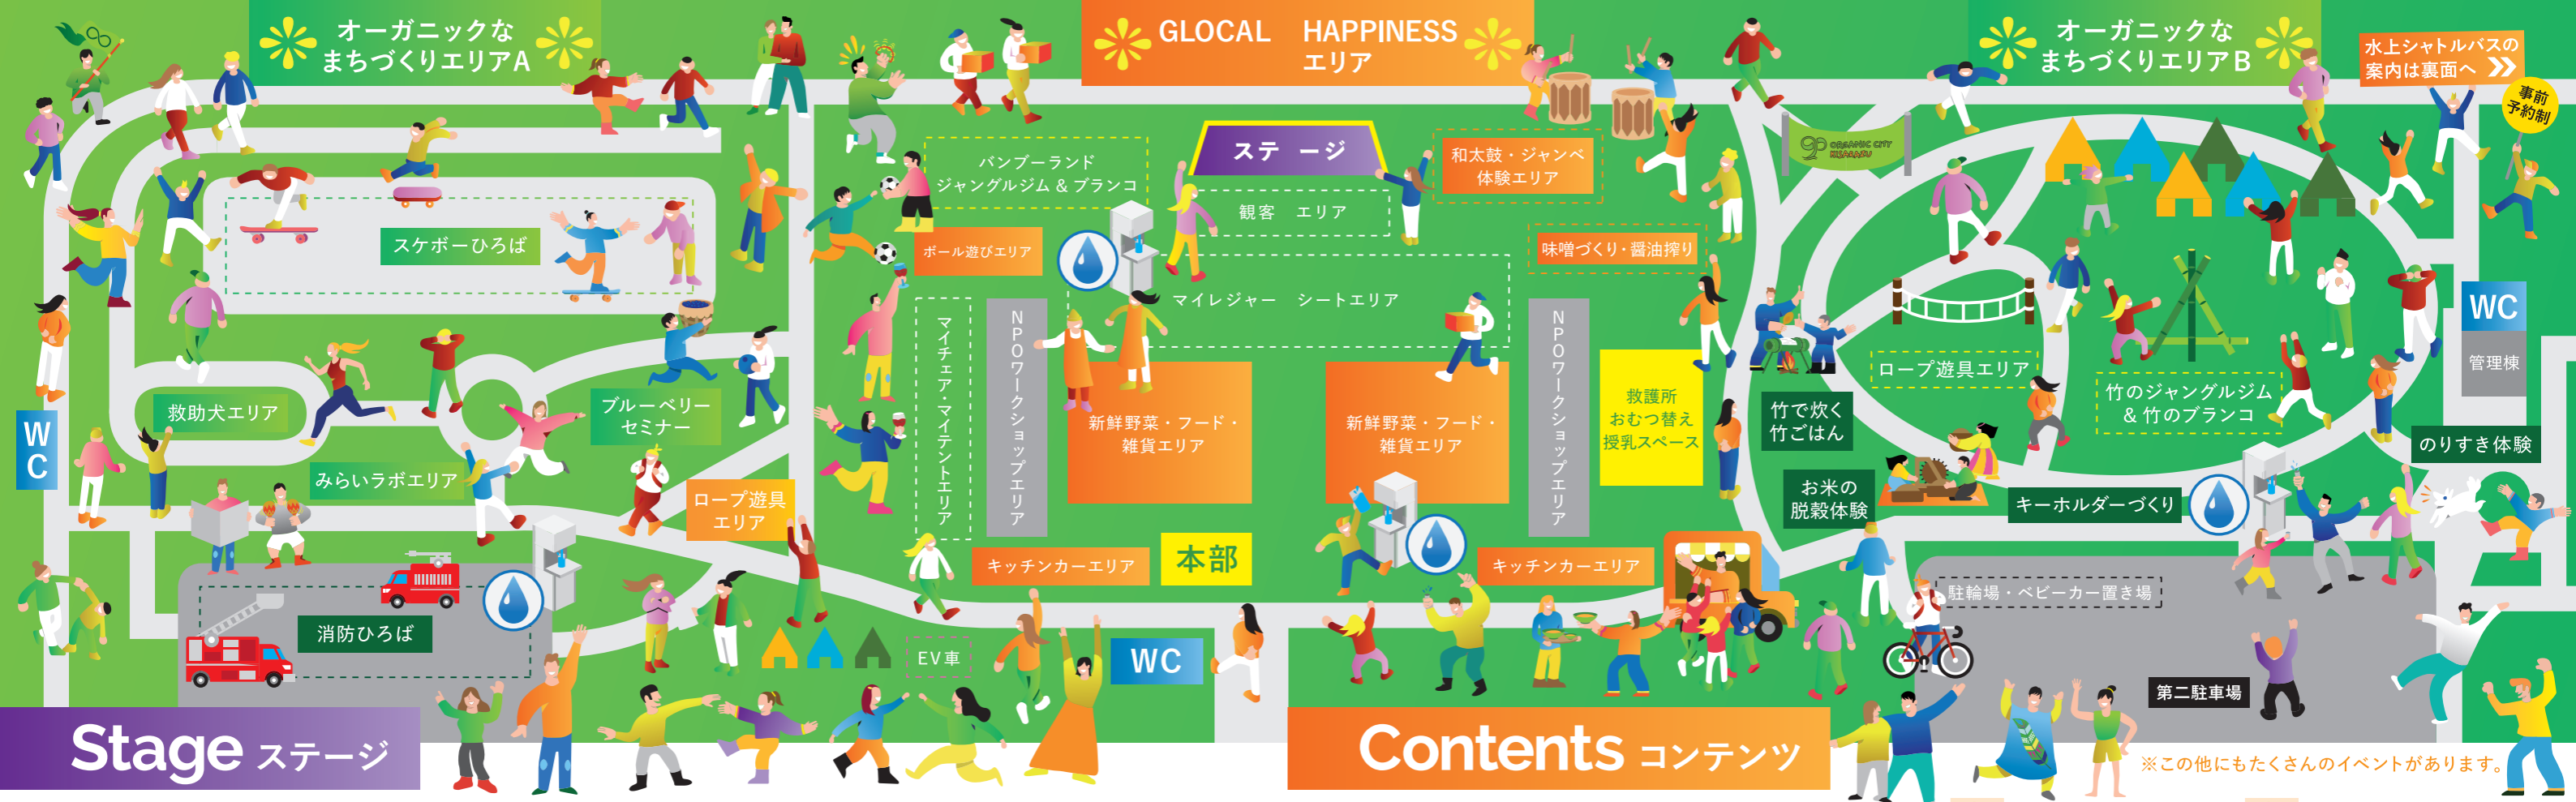 オーガニックな
まちづくりエリアA
GLOCAL HAPPINESS
エリア
オーガニックな
まちづくりエリアB
水上シャトルバスの
案内は裏面へ
事前
予約制
バンブーランド
ジャングルジム & ブランコ
ステージ
和太鼓・ジャンベ
体験エリア
ORGANIC CITY
KISARAZU
観客 エリア
スケボーひろば
ボール遊びエリア
味噌づくり・醤油搾り
マイレジャー シートエリア
マイチェア・マイテントエリア
NPOワークショップエリア
NPOワークショップエリア
WC
管理棟
ロープ遊具エリア
竹のジャングルジム
& 竹のブランコ
救助犬エリア
ブルーベリー
セミナー
新鮮野菜・フード・
雑貨エリア
新鮮野菜・フード・
雑貨エリア
救護所
おむつ替え
授乳スペース
竹で炊く
竹ごはん
のりすき体験
WC
みらいラボエリア
ロープ遊具
エリア
お米の
脱穀体験
キーホルダーづくり
キッチンカーエリア
本部
キッチンカーエリア
駐輪場・ベビーカー置き場
消防ひろば
EV車
WC
第二駐車場
Stage ステージ
Contents コンテンツ
※この他にもたくさんのイベントがあります。